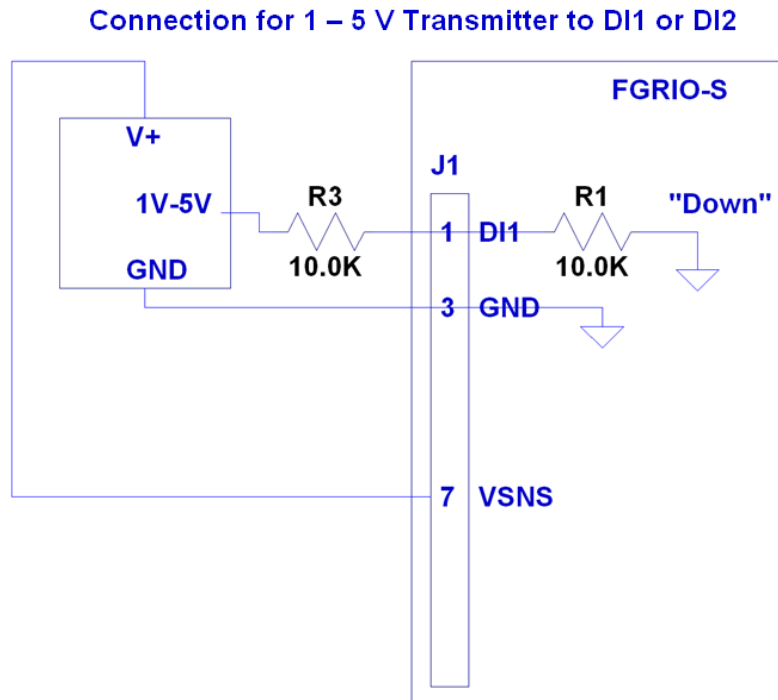 Connection for 1 – 5 V Transmitter to DI1 or DI2
FGRIO-S
V+
J1
1V-5V
R3
R1
"Down"
1
DI1
GND
10.0K
10.0K
3
GND
7
VSNS